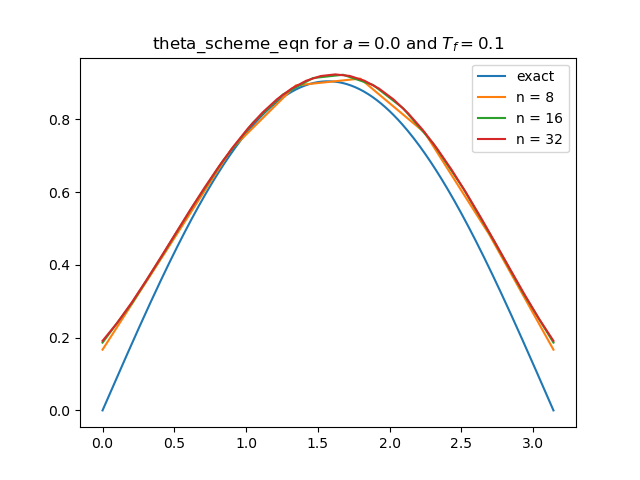 theta_scheme_eqn for $a = 0.0$ and $T_f = 0.1$
exact
n = 8
n = 16
n = 32
0.8
0.6
0.4
0.2
0.0
0.0 0.5 1.0 1.5 2.0 2.5 3.0